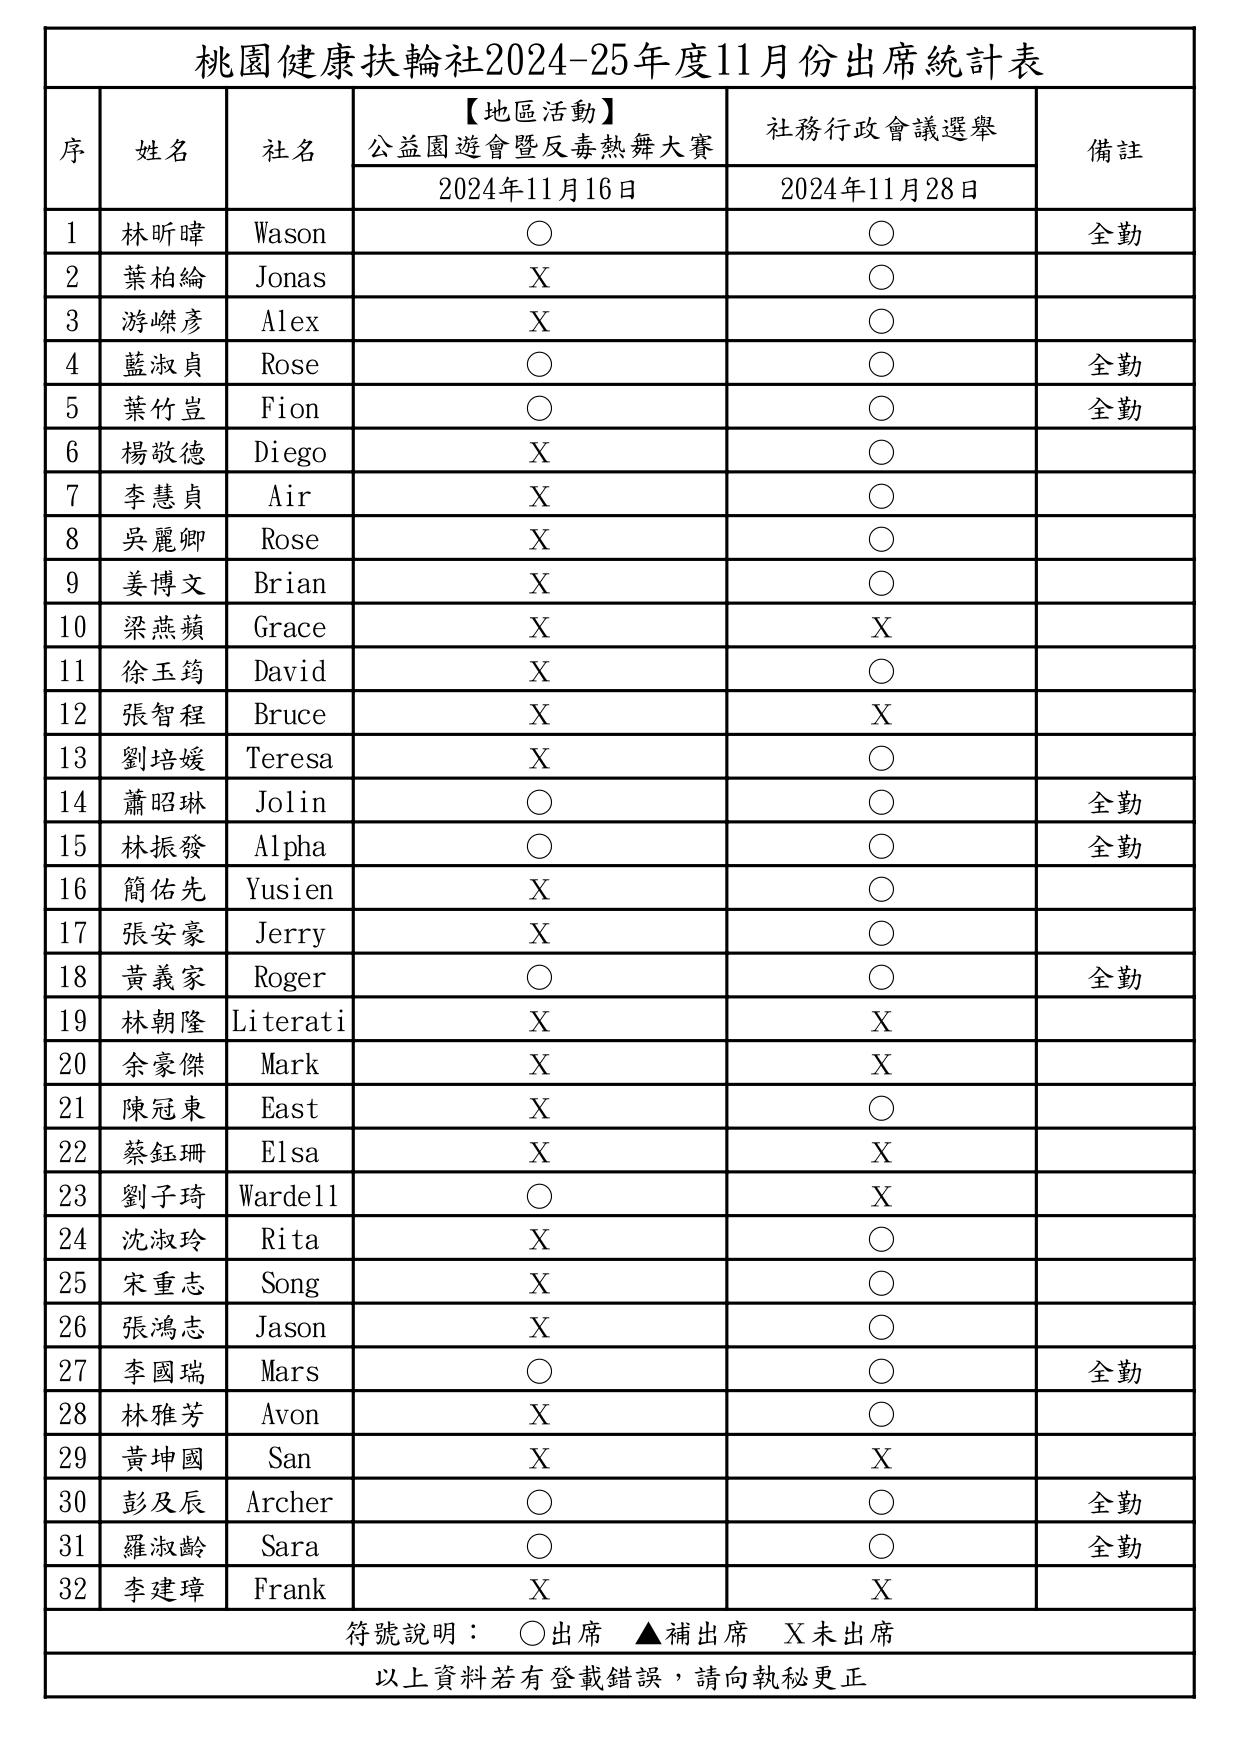 桃園健康扶輪社2024-25年度11月份出席統計表
序 姓名 社名 【地區活動】公益園遊會暨反毒熱舞大賽 社務行政會議選舉 備註
2024年11月16日 2024年11月28日
1 林昕暐 Wason ○ ○ 全勤
2 葉柏綸 Jonas X ○
3 游嶸彥 Alex X ○
4 藍淑貞 Rose ○ ○ 全勤
5 葉竹豈 Fion ○ ○ 全勤
6 楊敬德 Diego X ○
7 李慧貞 Air X ○
8 吳麗卿 Rose X ○
9 姜博文 Brian X ○
10 梁燕蘋 Grace X X
11 徐玉筠 David X ○
12 張智程 Bruce X X
13 劉培媛 Teresa X ○
14 蕭昭琳 Jolin ○ ○ 全勤
15 林振發 Alpha ○ ○ 全勤
16 簡佑先 Yusien X ○
17 張安豪 Jerry X ○
18 黃義家 Roger ○ ○ 全勤
19 林朝隆 Literati X X
20 余豪傑 Mark X X
21 陳冠東 East X ○
22 蔡鈺珊 Elsa X X
23 劉子琦 Wardell ○ X
24 沈淑玲 Rita X ○
25 宋重志 Song X ○
26 張鴻志 Jason X ○
27 李國瑞 Mars ○ ○ 全勤
28 林雅芳 Avon X ○
29 黃坤國 San X X
30 彭及辰 Archer ○ ○ 全勤
31 羅淑齡 Sara ○ ○ 全勤
32 李建璋 Frank X X
符號說明： ○出席 ▲補出席 X未出席
以上資料若有登載錯誤，請向執秘更正